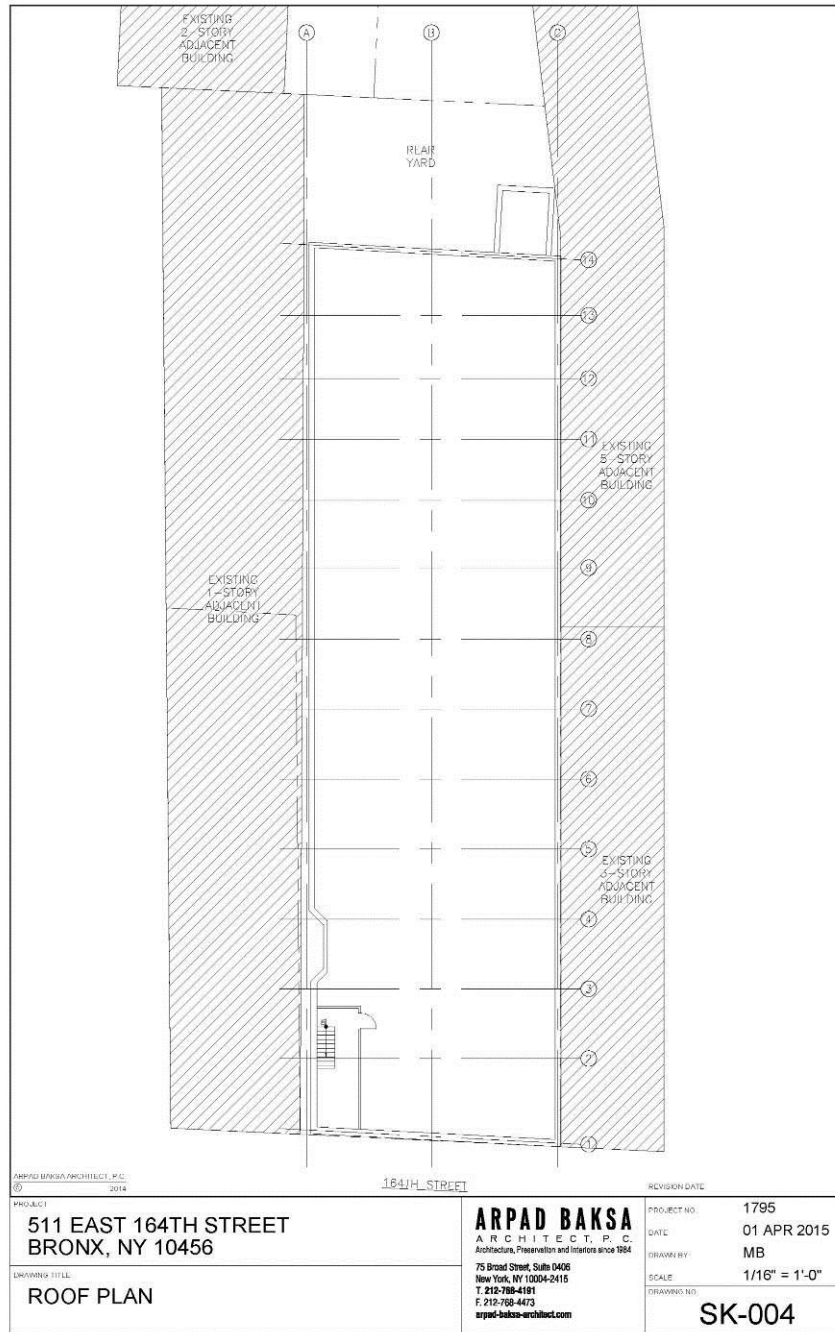 EXISTING
2 STORY
ADJACENT
BUILDING
A
B
C
REAR
YARD
14
13
12
11
EXISTING
5-STORY
ADJACENT
BUILDING
10
9
EXISTING
1-STORY
ADJACENT
BUILDING
8
7
6
5
EXISTING
3-STORY
ADJACENT
BUILDING
4
3
2
1
164TH STREET
ARPAD BAKSA ARCHITECT, P.C.
© 2014
REVISION DATE
PROJECT
511 EAST 164TH STREET
BRONX, NY 10456
DRAWING TITLE
ROOF PLAN
ARPAD BAKSA
ARCHITECT, P.C.
Architecture, Preservation and Interiors since 1984
75 Broad Street, Suite 0406
New York, NY 10004-2415
T. 212-768-4191
F. 212-768-4473
arpad-baksa-architect.com
PROJECT NO. 1795
DATE 01 APR 2015
DRAWN BY: MB
SCALE 1/16" = 1'-0"
DRAWING NO.
SK-004